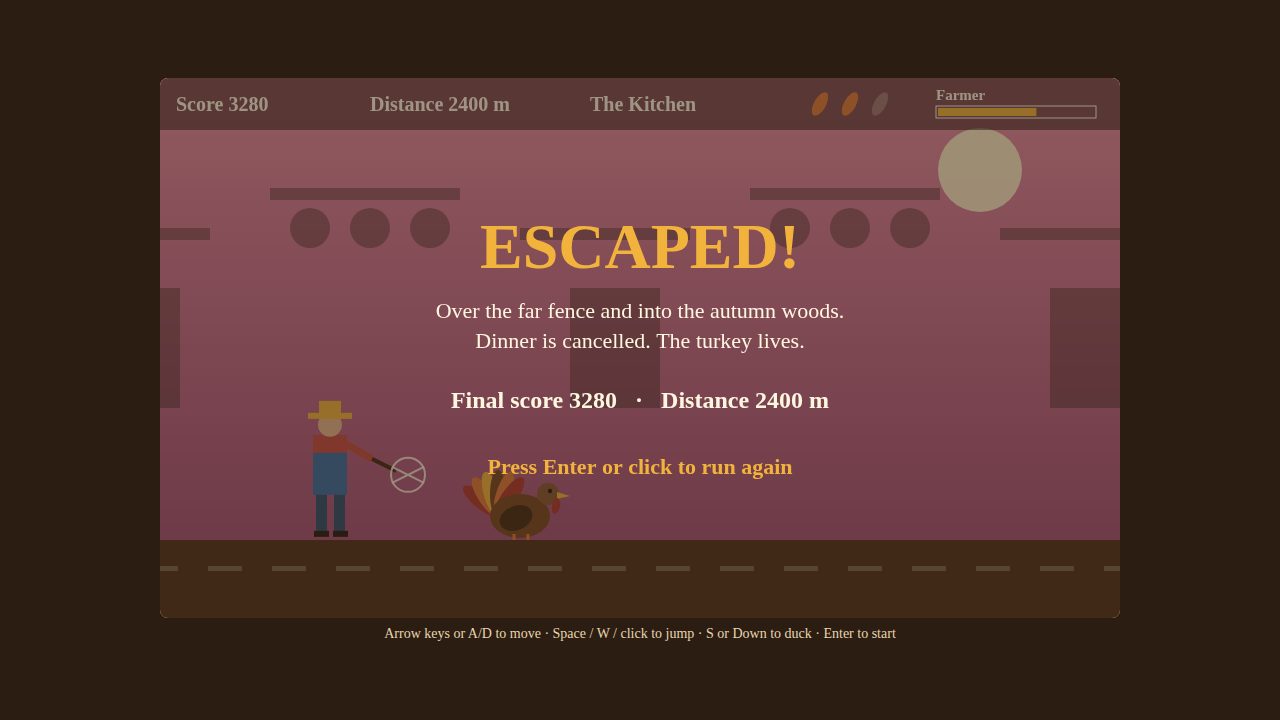 Score 3280 Distance 2400 m The Kitchen Farmer
ESCAPED!
Over the far fence and into the autumn woods.
Dinner is cancelled. The turkey lives.
Final score 3280 · Distance 2400 m
Press Enter or click to run again
Arrow keys or A/D to move · Space / W / click to jump · S or Down to duck · Enter to start